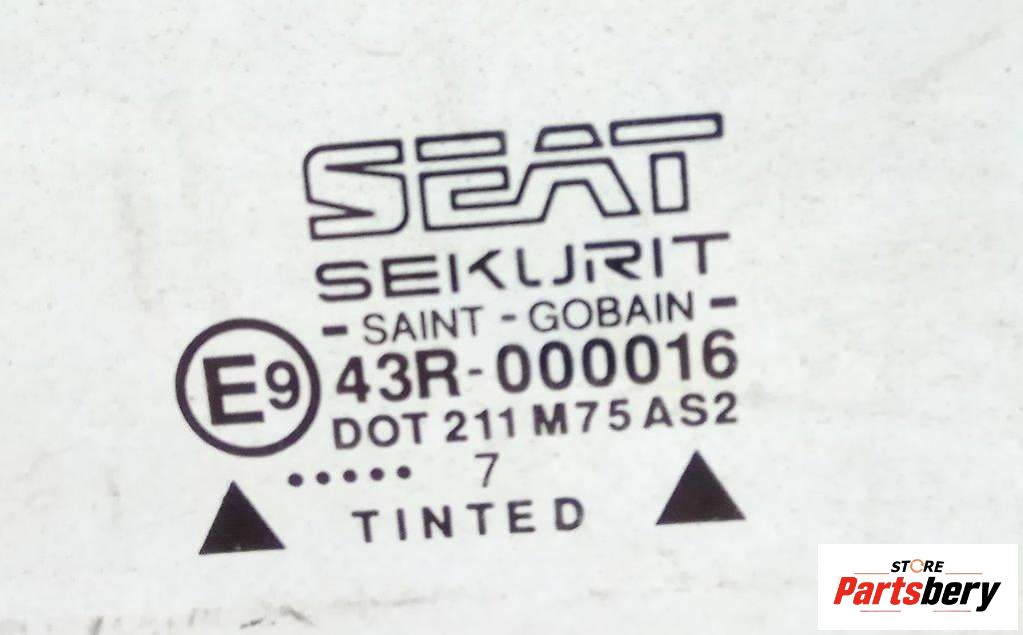 SEAT
SEKURIT
- SAINT - GOBAIN -
E9 43R-000016
DOT 211 M75 AS2
..... 7
TINTED
STORE
Partsbery